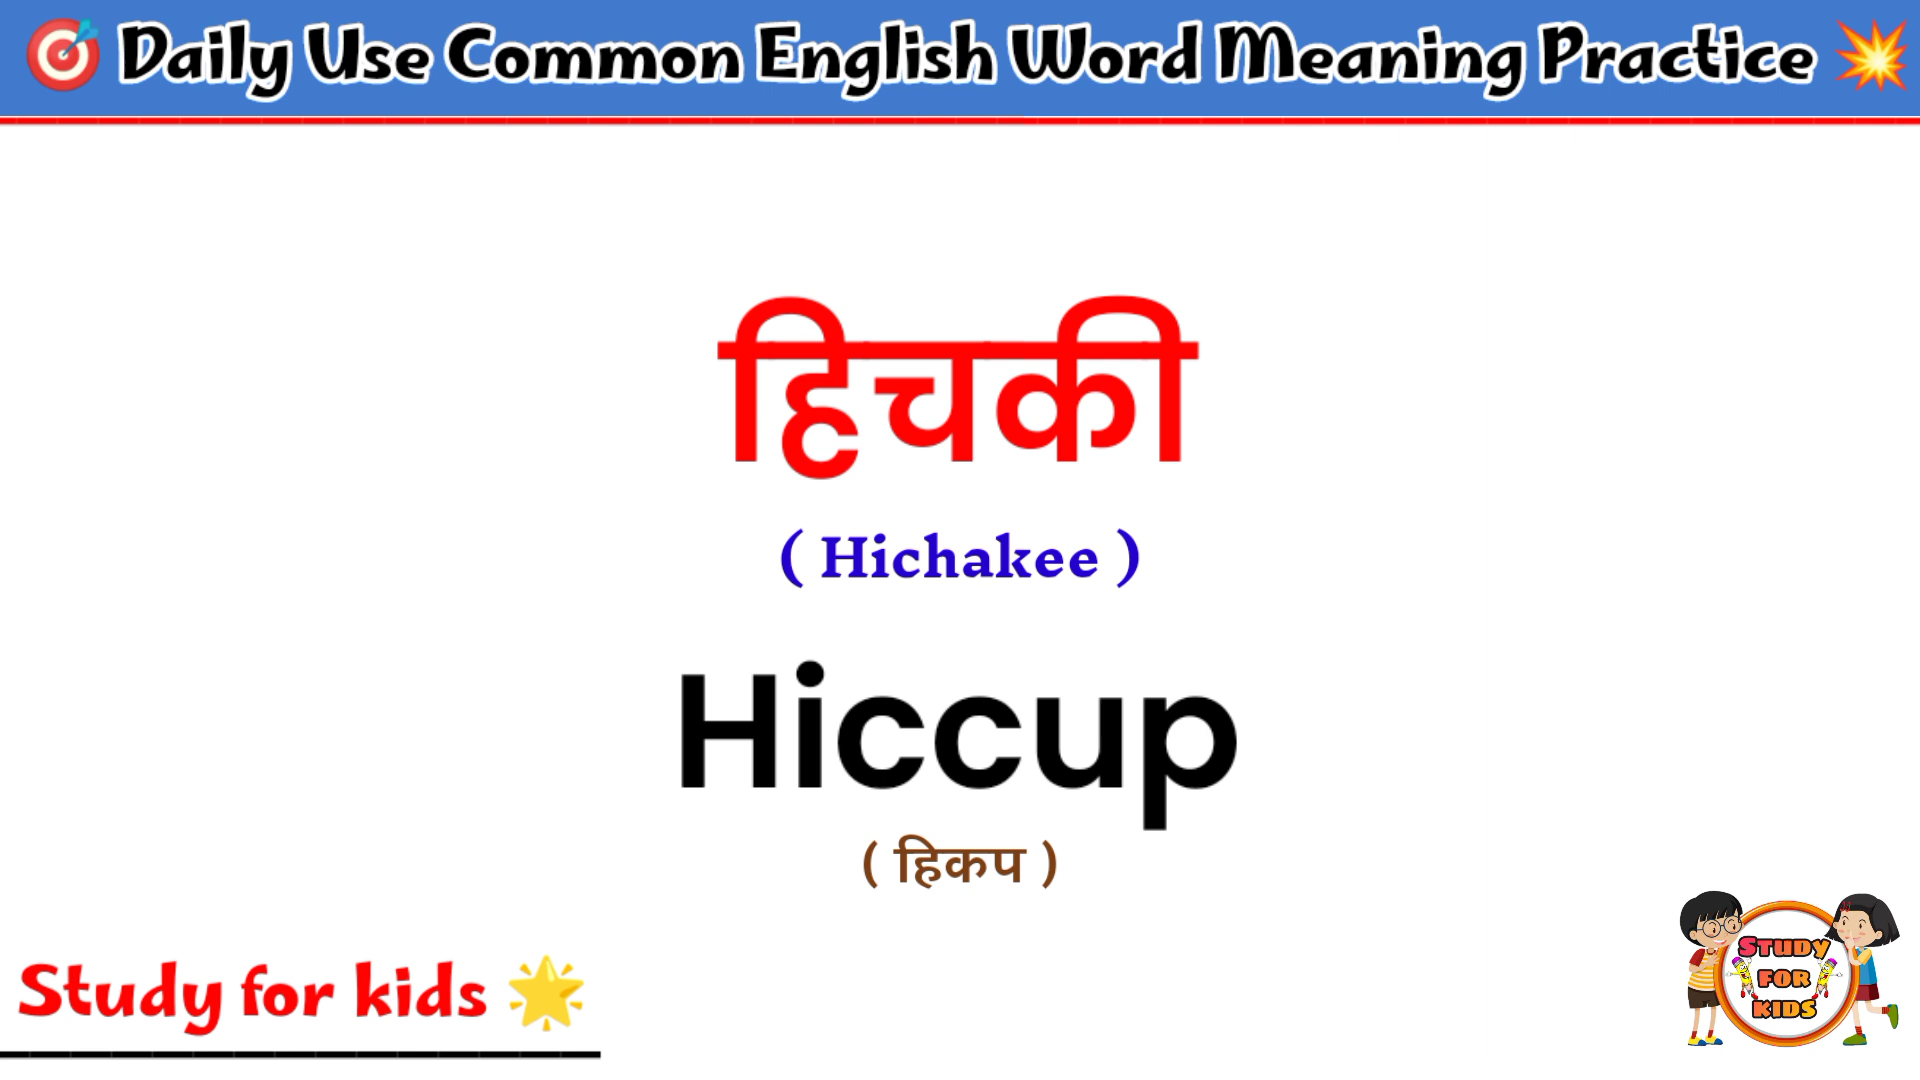 🎯 Daily Use Common English Word Meaning Practice 💥
हिचकी
( Hichakee )
Hiccup
( हिकप )
Study for kids 🌟
STUDY
FOR
KIDS